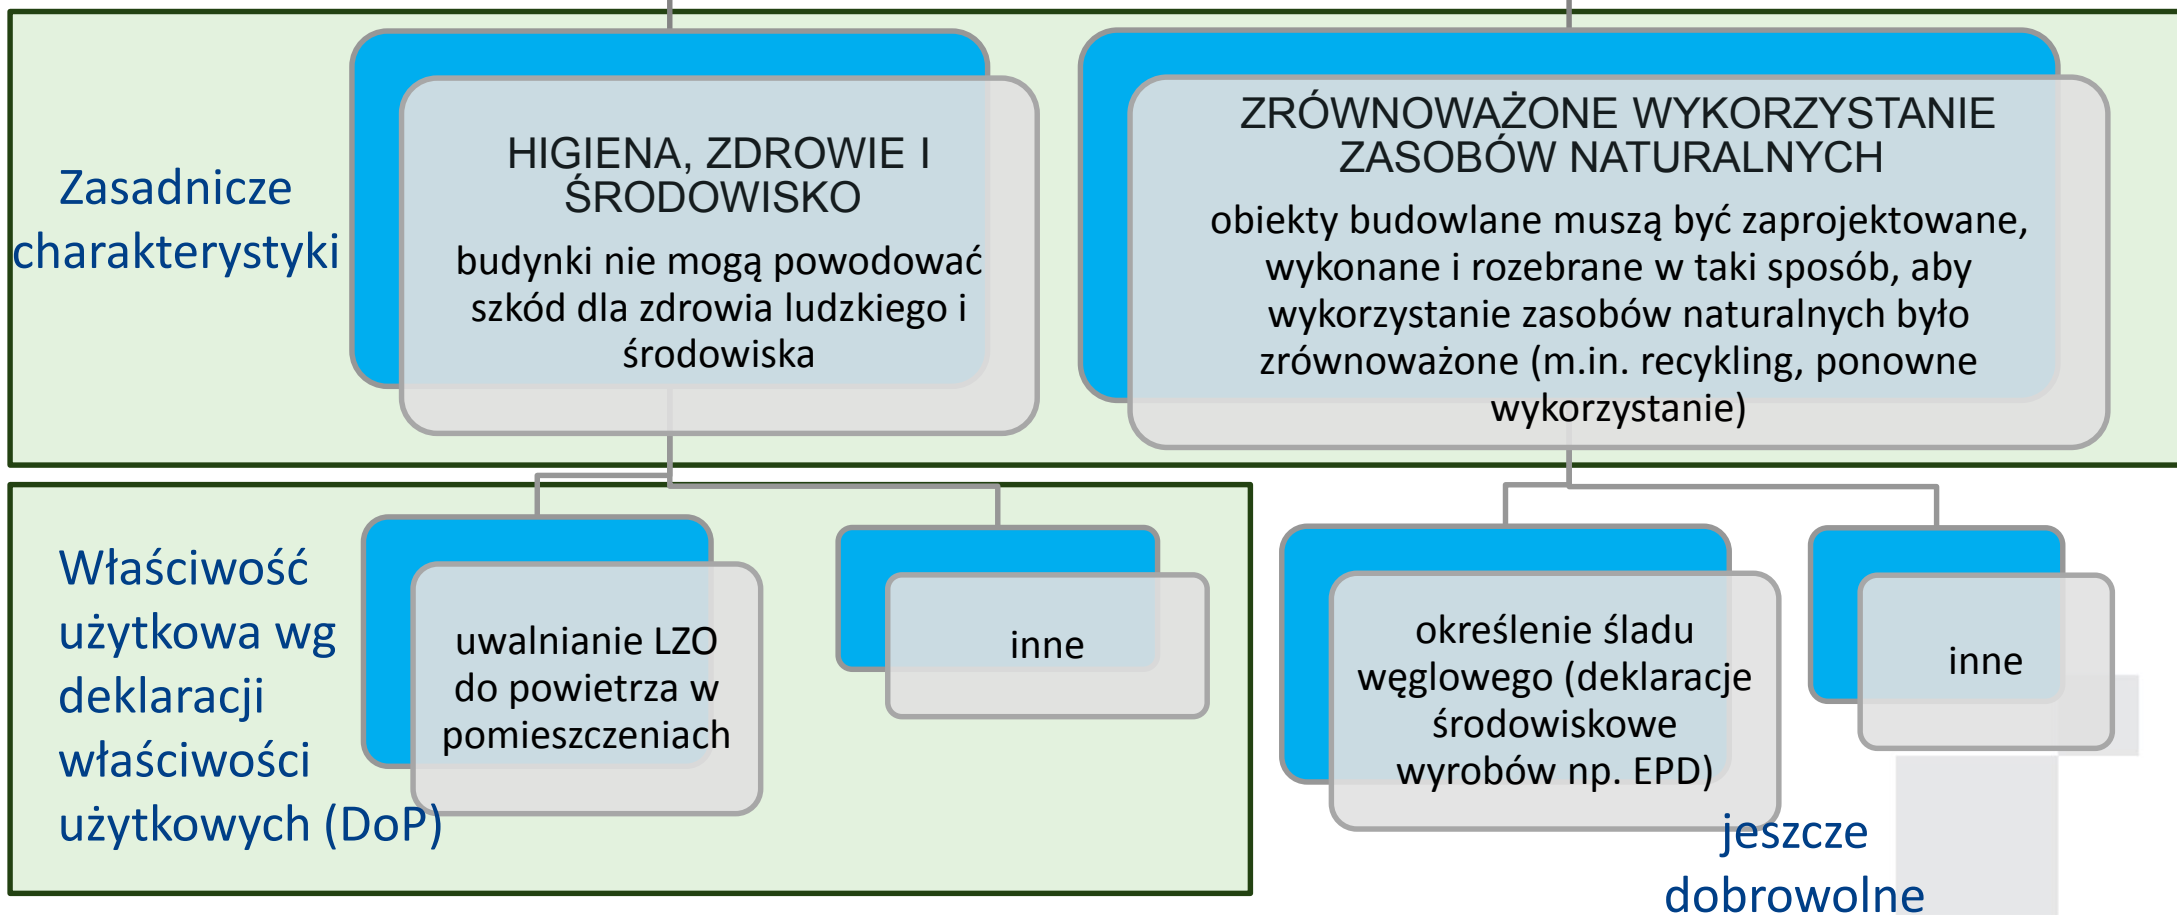 Zasadnicze
charakterystyki
HIGIENA, ZDROWIE I
ŚRODOWISKO
budynki nie mogą powodować
szkód dla zdrowia ludzkiego i
środowiska
ZRÓWNOWAŻONE WYKORZYSTANIE
ZASOBÓW NATURALNYCH
obiekty budowlane muszą być zaprojektowane,
wykonane i rozebrane w taki sposób, aby
wykorzystanie zasobów naturalnych było
zrównoważone (m.in. recykling, ponowne
wykorzystanie)
Właściwość
użytkowa wg
deklaracji
właściwości
użytkowych (DoP)
uwalnianie LZO
do powietrza w
pomieszczeniach
inne
określenie śladu
węglowego (deklaracje
środowiskowe
wyrobów np. EPD)
inne
jeszcze
dobrowolne